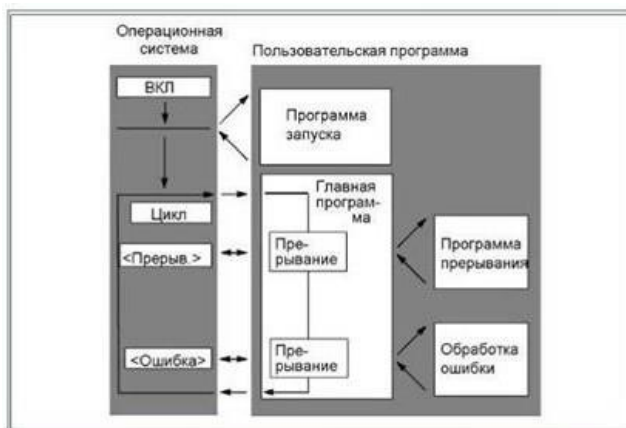 Операционная
система
Пользовательская программа
ВКЛ
Программа
запуска
Главная
програм-
ма
Цикл
Пре-
рывание
Программа
прерывания
<Прерыв.>
Пре-
рывание
Обработка
ошибки
<Ошибка>